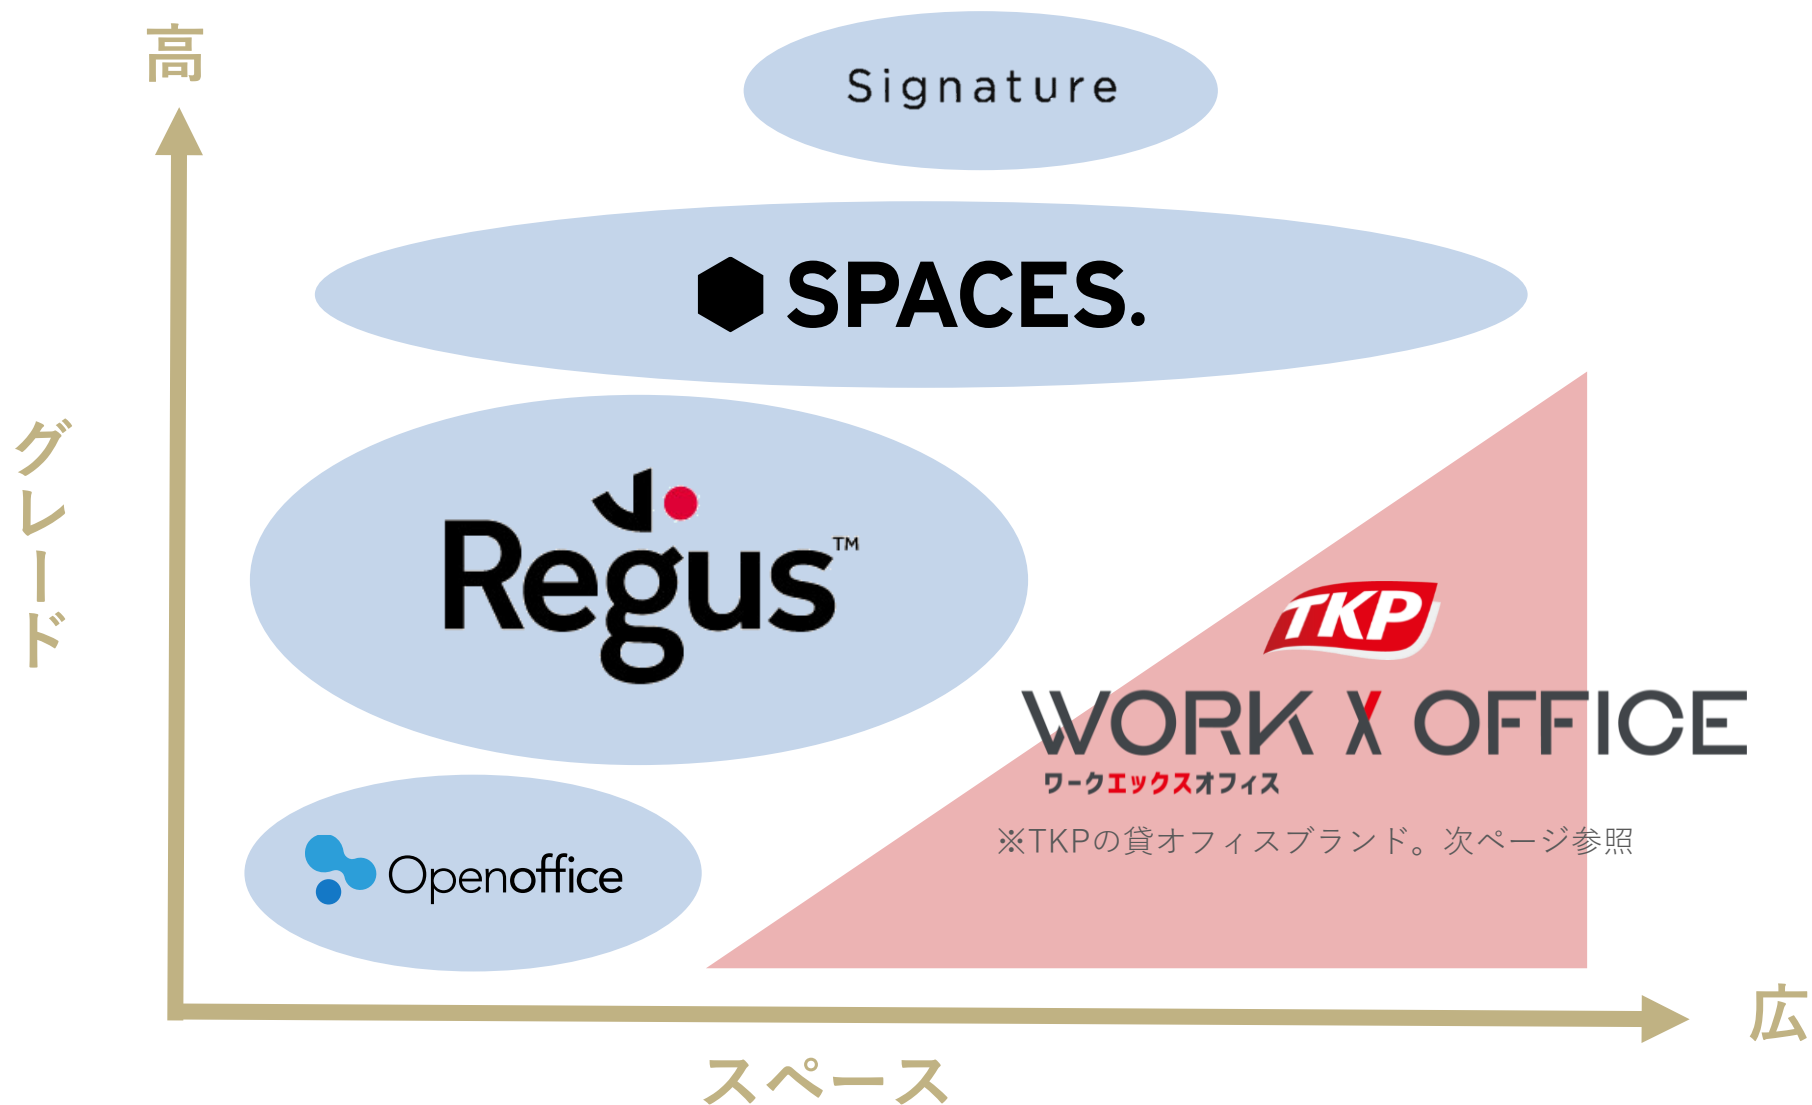 高
Signature
SPACES.
グレード
Regus™
TKP
WORK X OFFICE
ワークエックスオフィス
※TKPの貸オフィスブランド。次ページ参照
Openoffice
広
スペース